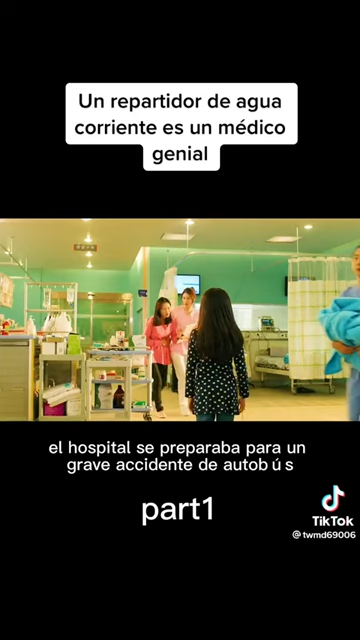 Un repartidor de agua
corriente es un médico
genial
el hospital se preparaba para un
grave accidente de autob ú s
part1
TikTok
@twmd69006